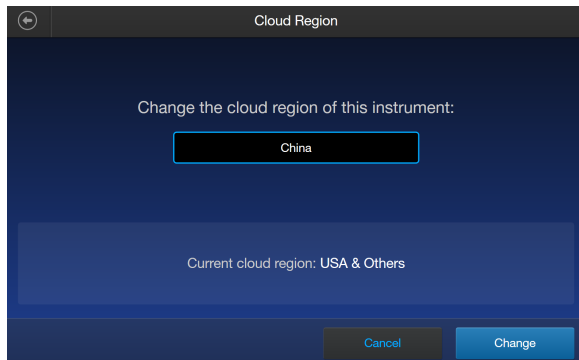 Cloud Region
Change the cloud region of this instrument:
China
Current cloud region: USA & Others
Cancel
Change